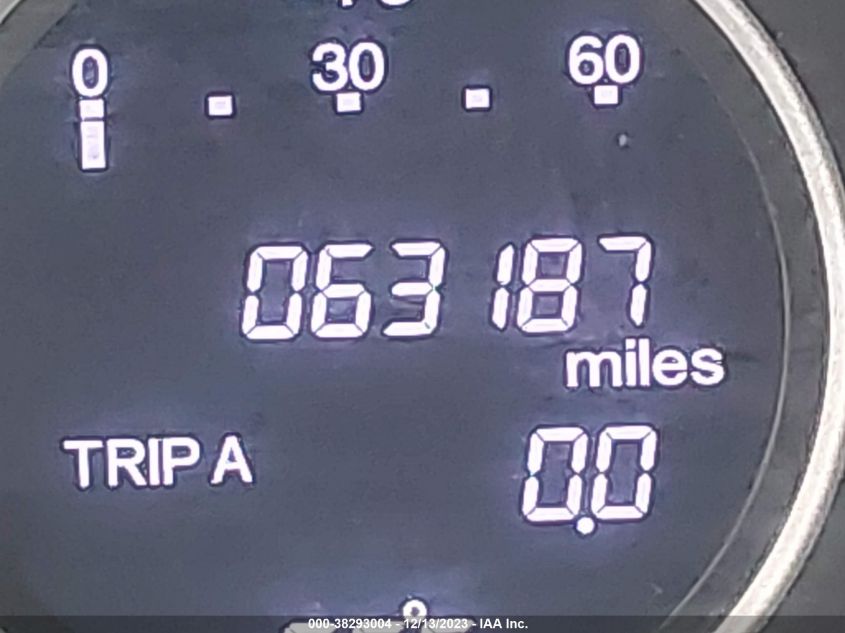 0 30 60
063187
miles
TRIP A 0.0
000-38293004 - 12/13/2023 - IAA Inc.